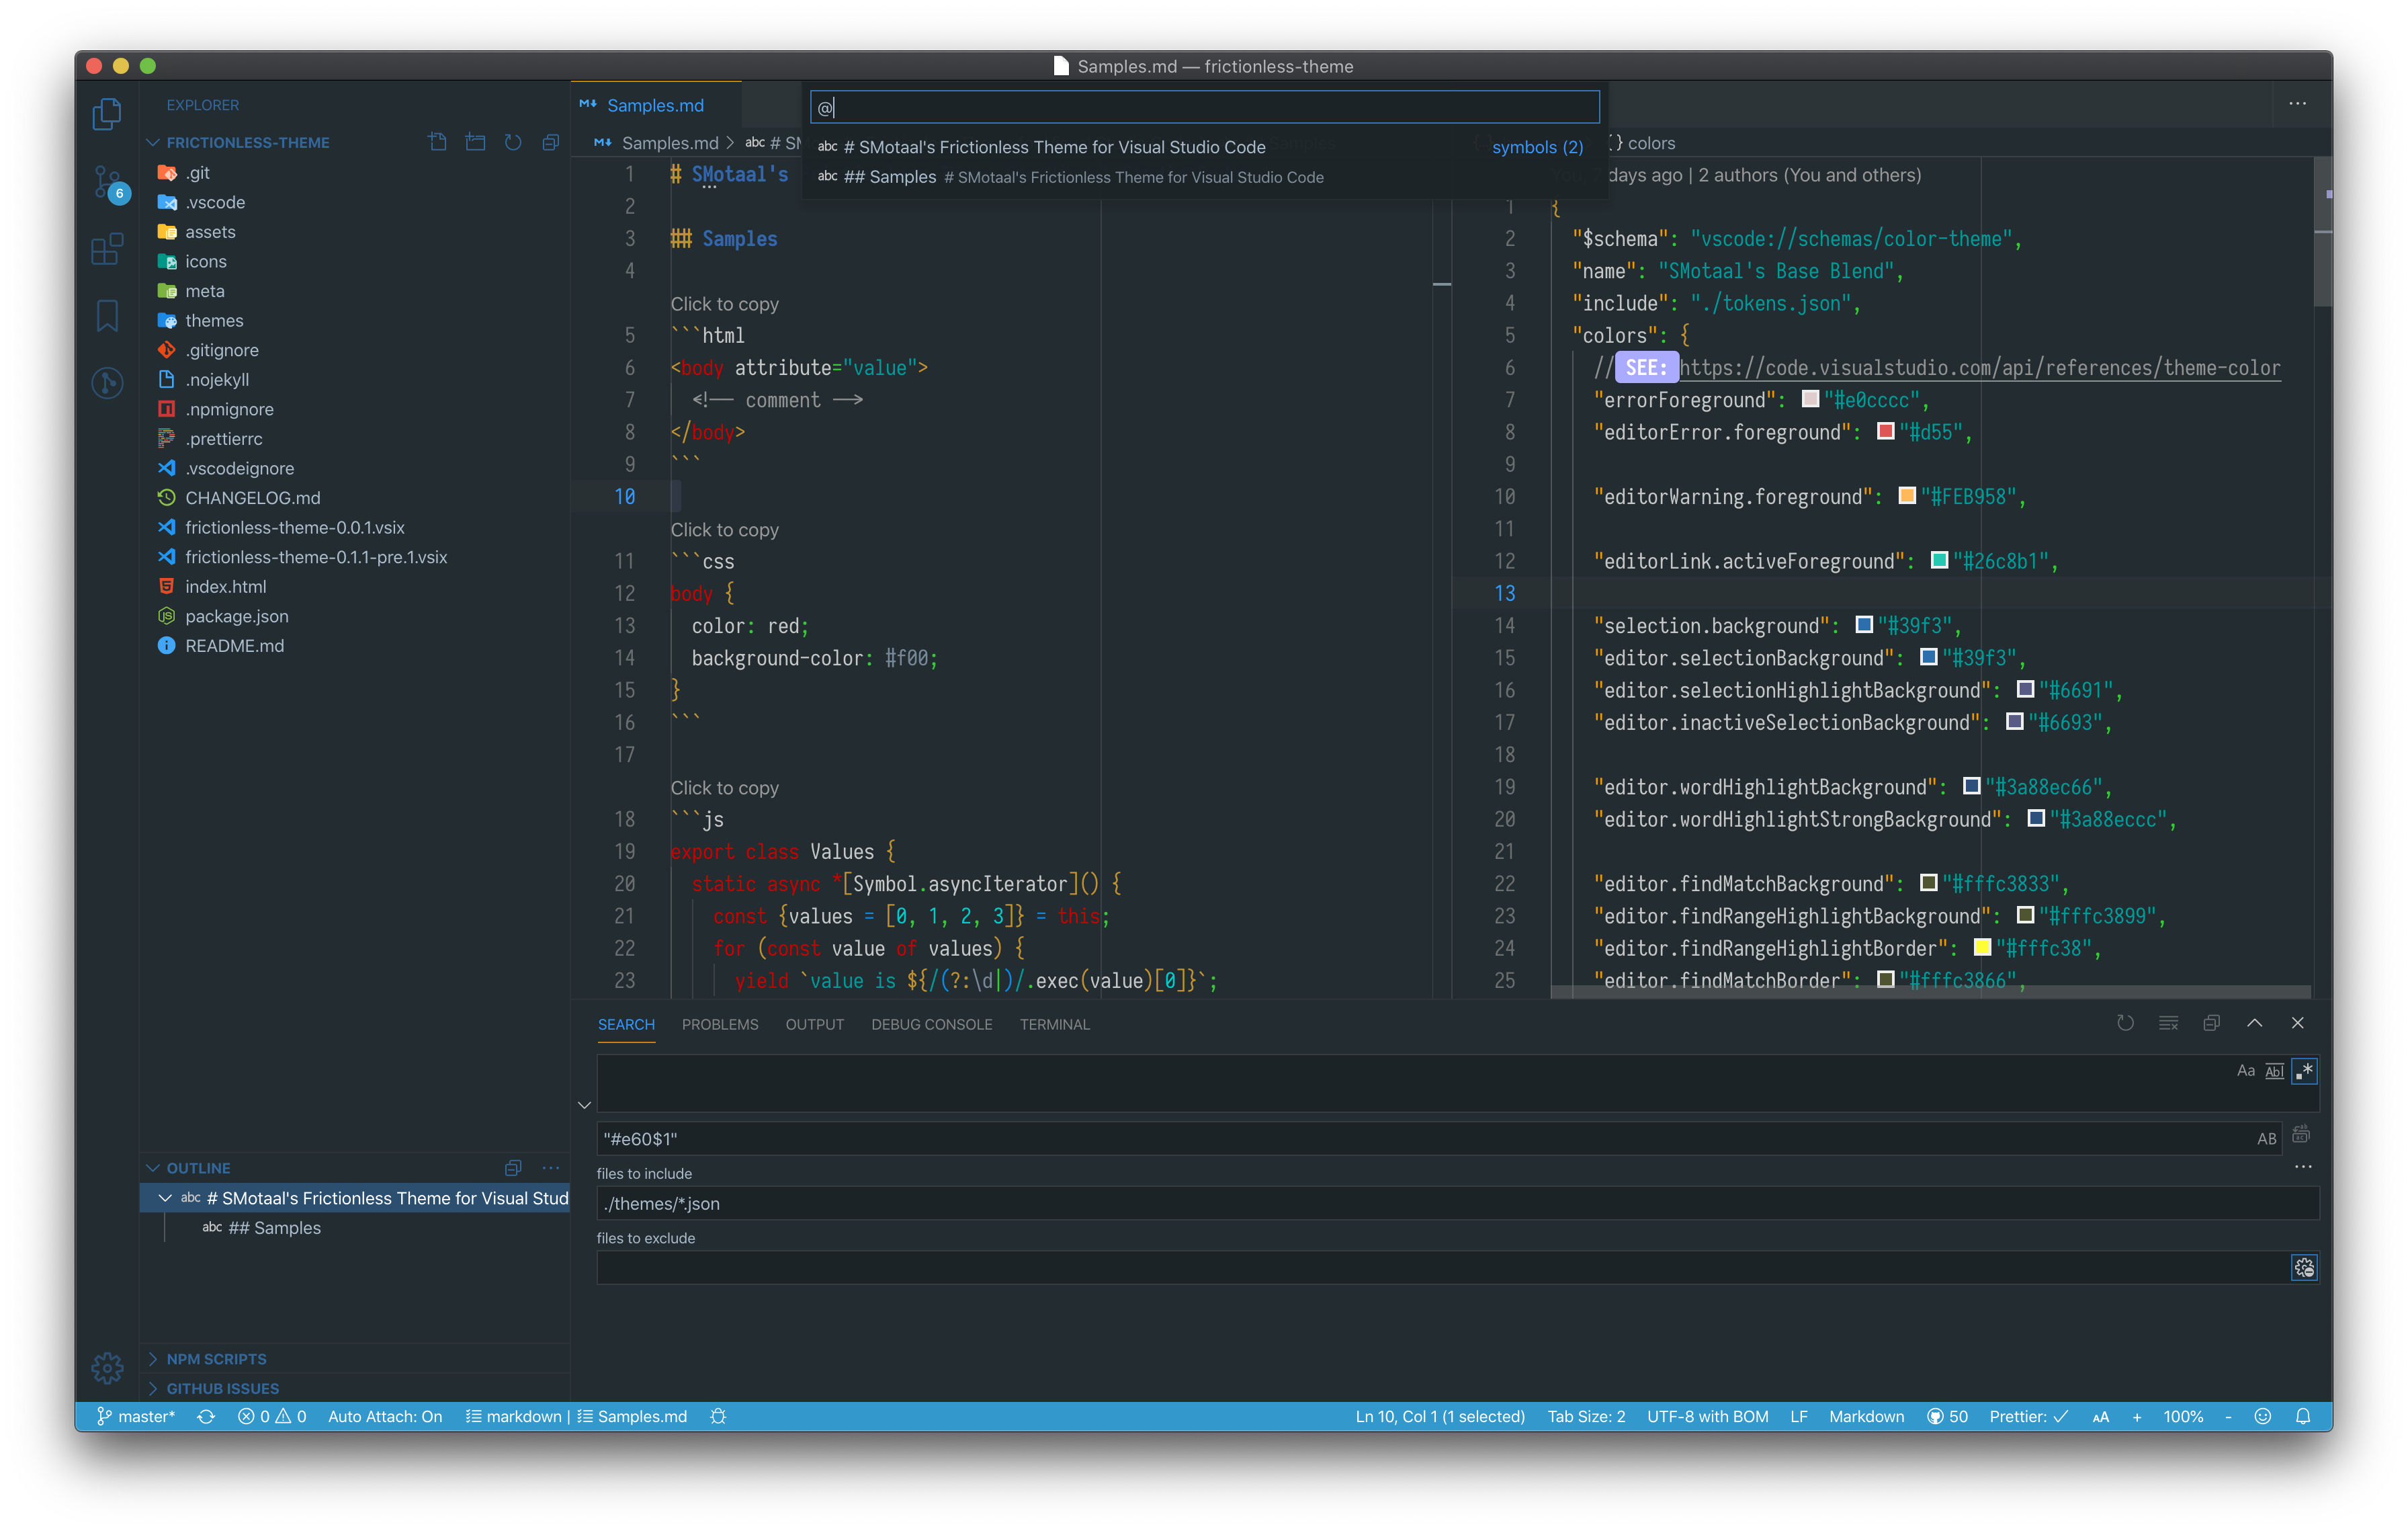 Samples.md — frictionless-theme
EXPLORER
FRICTIONLESS-THEME
6
.git
.vscode
assets
icons
meta
themes
.gitignore
.nojekyll
.npmignore
.prettierrc
.vscodeignore
CHANGELOG.md
frictionless-theme-0.0.1.vsix
frictionless-theme-0.1.1-pre.1.vsix
index.html
package.json
README.md
OUTLINE
abc # SMotaal's Frictionless Theme for Visual Stud
abc ## Samples
NPM SCRIPTS
GITHUB ISSUES
Samples.md
Samples.md > abc # SM
@
abc # SMotaal's Frictionless Theme for Visual Studio Code symbols (2)
abc ## Samples # SMotaal's Frictionless Theme for Visual Studio Code
1 # SMotaal's
2
3 ## Samples
4
Click to copy
5 ```html
6 <body attribute="value">
7 <!-- comment -->
8 </body>
9 ```
10
Click to copy
11 ```css
12 body {
13 color: red;
14 background-color: #f00;
15 }
16 ```
17
Click to copy
18 ```js
19 export class Values {
20 static async *[Symbol.asyncIterator]() {
21 const {values = [0, 1, 2, 3]} = this;
22 for (const value of values) {
23 yield `value is ${/(?:\d|)/.exec(value)[0]}`;
{ } colors
days ago | 2 authors (You and others)
1 {
2 "$schema": "vscode://schemas/color-theme",
3 "name": "SMotaal's Base Blend",
4 "include": "./tokens.json",
5 "colors": {
6 // SEE: https://code.visualstudio.com/api/references/theme-color
7 "errorForeground": "#e0cccc",
8 "editorError.foreground": "#d55",
9
10 "editorWarning.foreground": "#FEB958",
11
12 "editorLink.activeForeground": "#26c8b1",
13
14 "selection.background": "#39f3",
15 "editor.selectionBackground": "#39f3",
16 "editor.selectionHighlightBackground": "#6691",
17 "editor.inactiveSelectionBackground": "#6693",
18
19 "editor.wordHighlightBackground": "#3a88ec66",
20 "editor.wordHighlightStrongBackground": "#3a88eccc",
21
22 "editor.findMatchBackground": "#fffc3833",
23 "editor.findRangeHighlightBackground": "#fffc3899",
24 "editor.findRangeHighlightBorder": "#fffc38",
25 "editor.findMatchBorder": "#fffc3866",
SEARCH PROBLEMS OUTPUT DEBUG CONSOLE TERMINAL
Aa Abl .*
"#e60$1" AB
files to include
./themes/*.json
files to exclude
master* 0 0 Auto Attach: On markdown | Samples.md
Ln 10, Col 1 (1 selected) Tab Size: 2 UTF-8 with BOM LF Markdown 50 Prettier: ✓ AA + 100% -